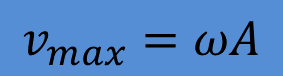 v_max = ωA